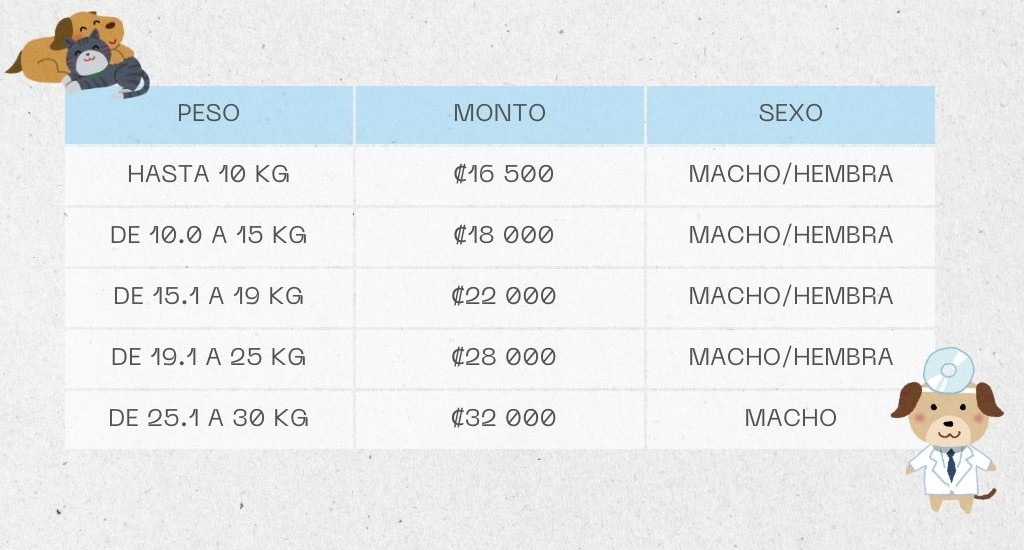 PESO MONTO SEXO
HASTA 10 KG ₡16 500 MACHO/HEMBRA
DE 10.0 A 15 KG ₡18 000 MACHO/HEMBRA
DE 15.1 A 19 KG ₡22 000 MACHO/HEMBRA
DE 19.1 A 25 KG ₡28 000 MACHO/HEMBRA
DE 25.1 A 30 KG ₡32 000 MACHO